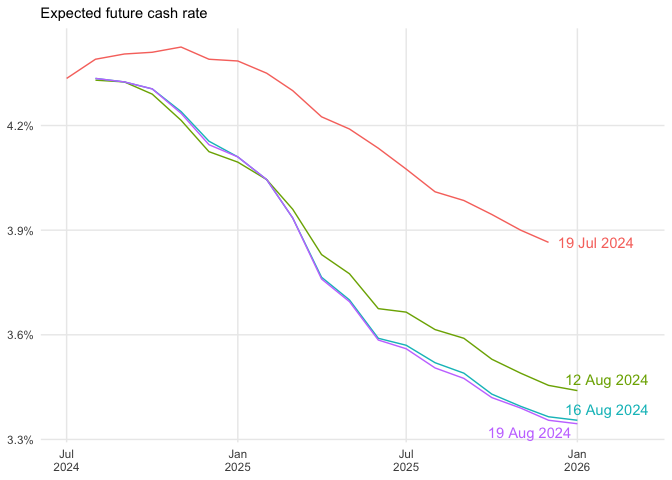 Expected future cash rate
4.2%
3.9%
3.6%
3.3%
19 Jul 2024
12 Aug 2024
16 Aug 2024
19 Aug 2024
Jul
2024
Jan
2025
Jul
2025
Jan
2026